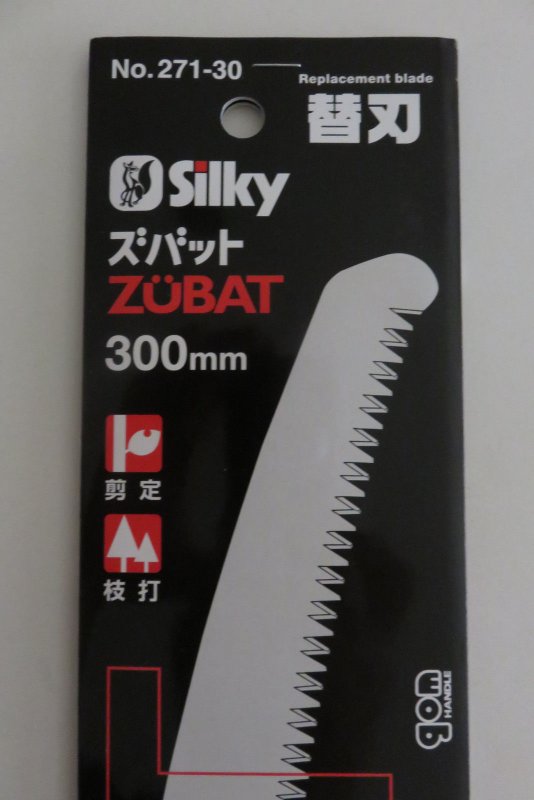 No.271-30
Replacement blade
替刃
Silky
ズバット
ZÜBAT
300mm
剪定
枝打
gom
HANDLE